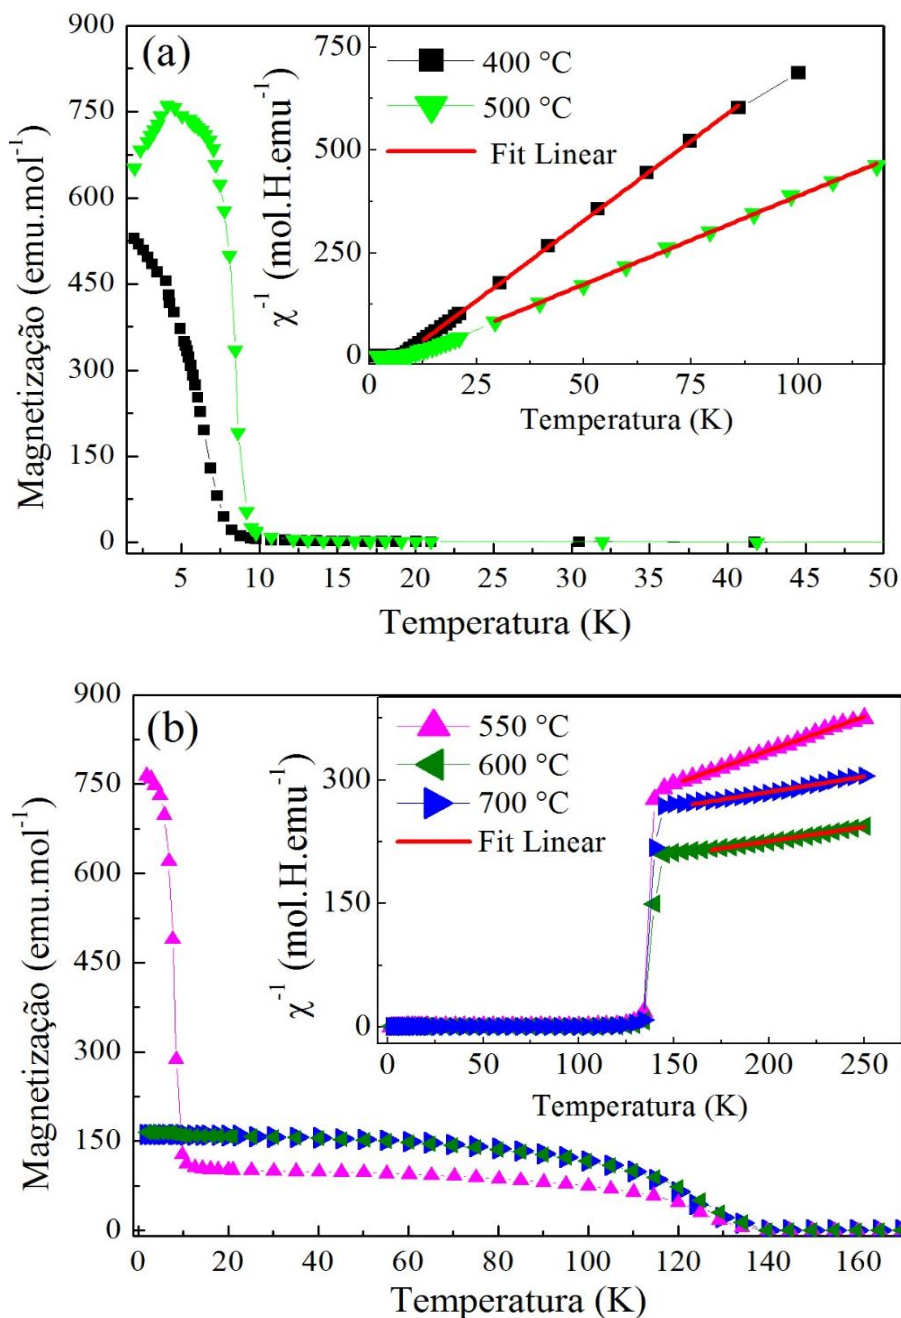 (a)
Magnetização (emu.mol⁻¹)
900
750
600
450
300
150
0
5 10 15 20 25 30 35 40 45 50
Temperatura (K)
χ⁻¹ (mol.H.emu⁻¹)
750
500
250
0
0 25 50 75 100
Temperatura (K)
400 °C
500 °C
Fit Linear
(b)
Magnetização (emu.mol⁻¹)
900
750
600
450
300
150
0
0 20 40 60 80 100 120 140 160
Temperatura (K)
χ⁻¹ (mol.H.emu⁻¹)
300
150
0
0 50 100 150 200 250
Temperatura (K)
550 °C
600 °C
700 °C
Fit Linear